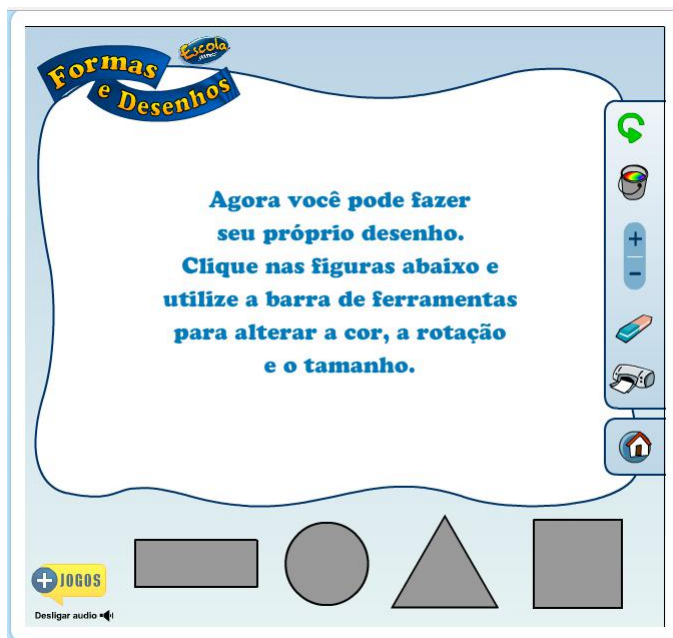 Formas
e Desenhos
Escola
Agora você pode fazer
seu próprio desenho.
Clique nas figuras abaixo e
utilize a barra de ferramentas
para alterar a cor, a rotação
e o tamanho.
+ JOGOS
Desligar audio